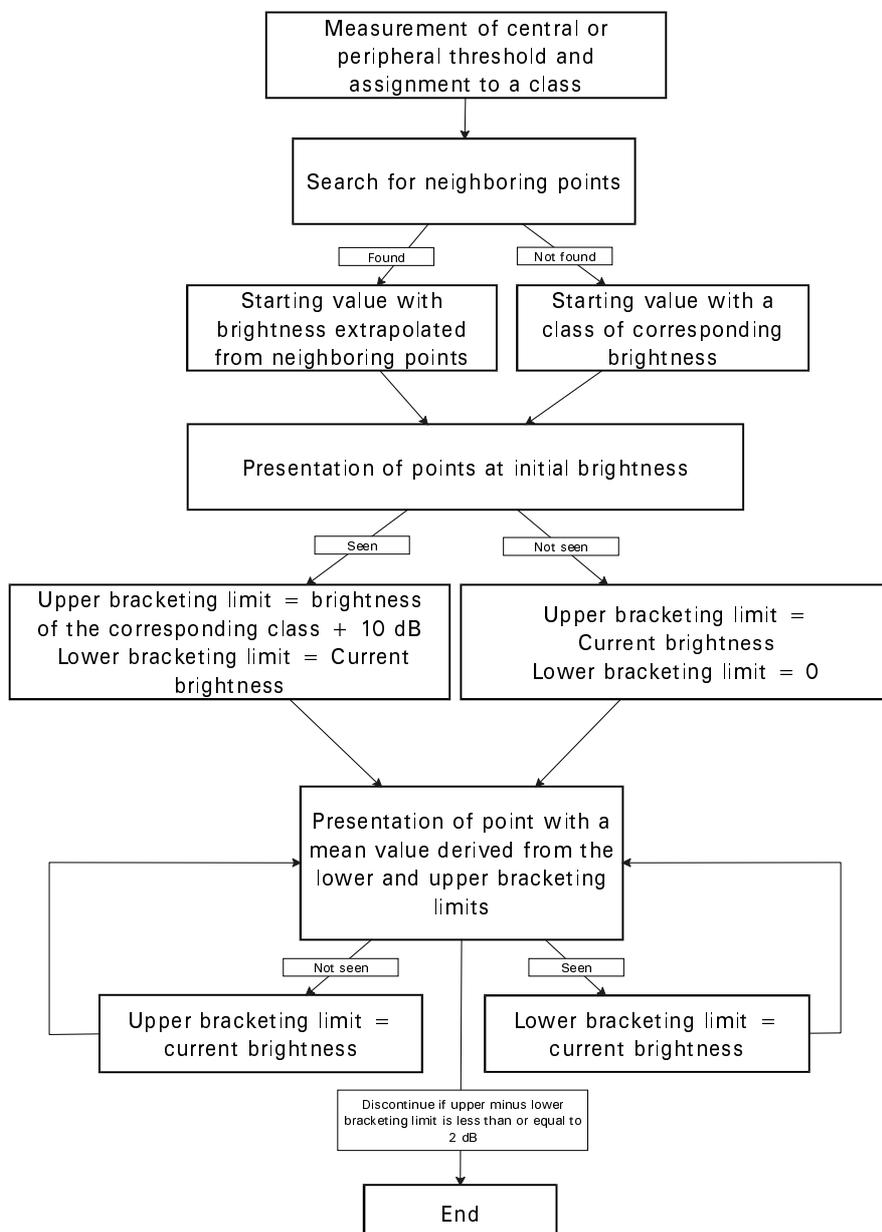 Measurement of central or
peripheral threshold and
assignment to a class
Search for neighboring points
Found
Not found
Starting value with
brightness extrapolated
from neighboring points
Starting value with a
class of corresponding
brightness
Presentation of points at initial brightness
Seen
Not seen
Upper bracketing limit = brightness
of the corresponding class + 10 dB
Lower bracketing limit = Current
brightness
Upper bracketing limit =
Current brightness
Lower bracketing limit = 0
Presentation of point with a
mean value derived from the
lower and upper bracketing
limits
Not seen
Seen
Upper bracketing limit =
current brightness
Lower bracketing limit =
current brightness
Discontinue if upper minus lower
bracketing limit is less than or equal to
2 dB
End